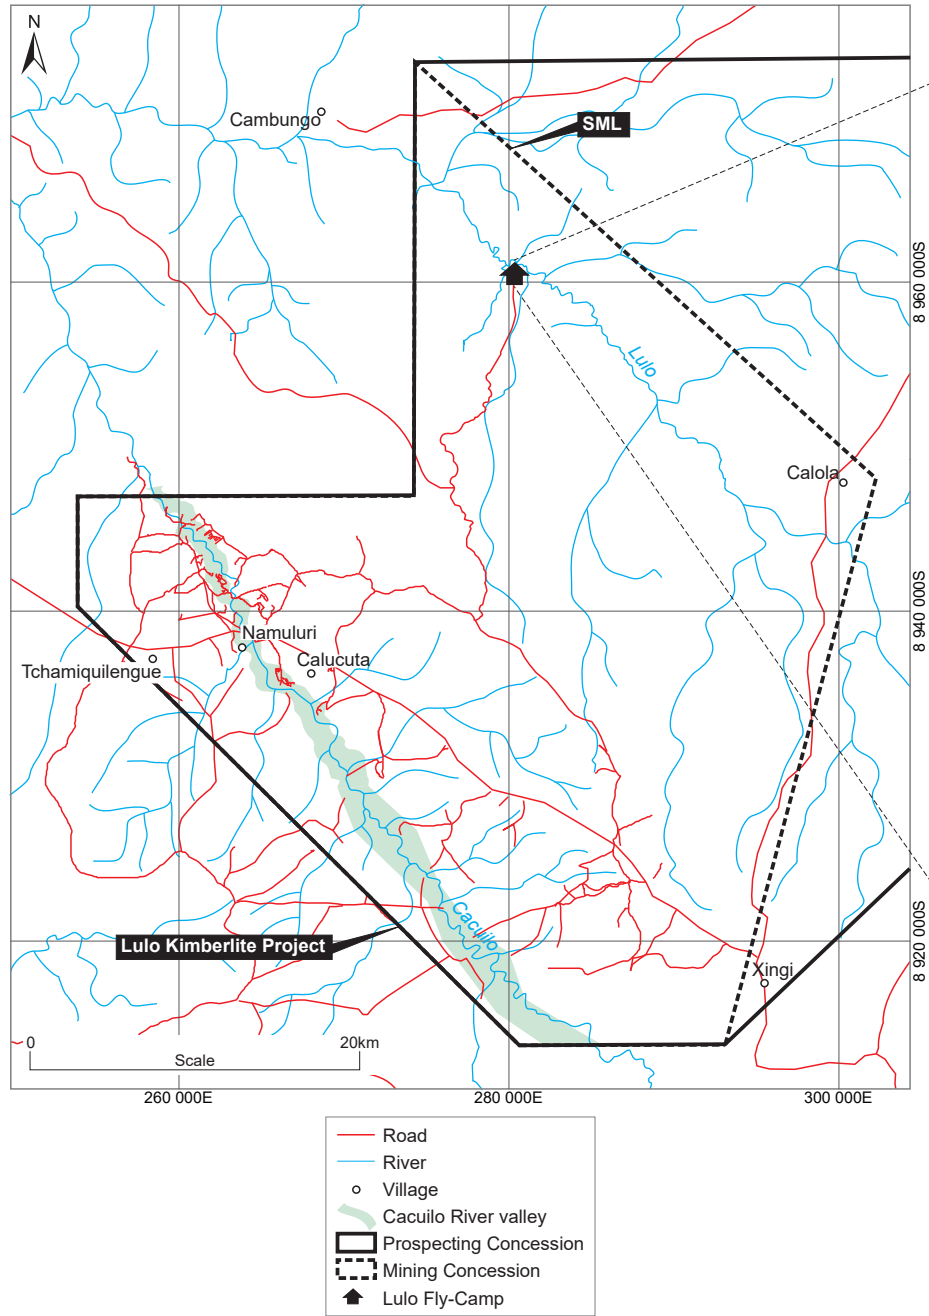 N
Cambungo
SML
8 960 000S
Lulo
Calola
8 940 000S
Namuluri
Tchamiquilengue
Calucuta
Cacuilo
Lulo Kimberlite Project
8 920 000S
Xingi
0
20km
Scale
260 000E
280 000E
300 000E
Road
River
Village
Cacuilo River valley
Prospecting Concession
Mining Concession
Lulo Fly-Camp